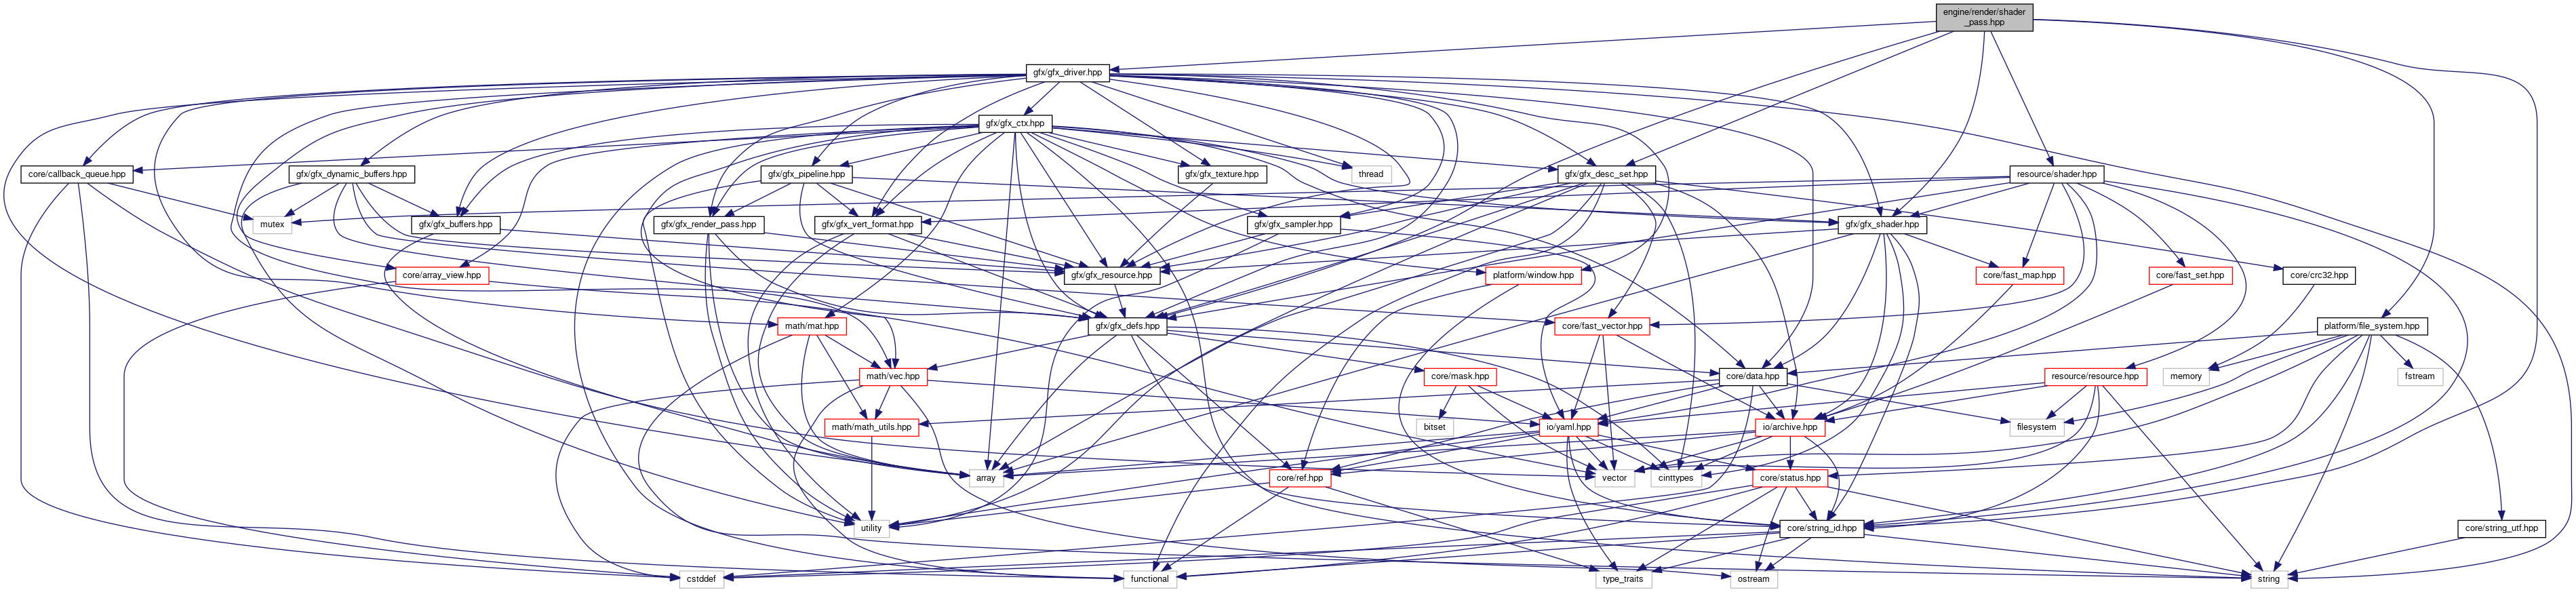 engine/render/shader
_pass.hpp
gfx/gfx_driver.hpp
gfx/gfx_ctx.hpp
core/callback_queue.hpp
gfx/gfx_dynamic_buffers.hpp
gfx/gfx_pipeline.hpp
gfx/gfx_texture.hpp
thread
gfx/gfx_desc_set.hpp
resource/shader.hpp
mutex
gfx/gfx_buffers.hpp
gfx/gfx_render_pass.hpp
gfx/gfx_vert_format.hpp
gfx/gfx_sampler.hpp
gfx/gfx_shader.hpp
core/array_view.hpp
gfx/gfx_resource.hpp
platform/window.hpp
core/fast_map.hpp
core/fast_set.hpp
core/crc32.hpp
math/mat.hpp
gfx/gfx_defs.hpp
core/fast_vector.hpp
platform/file_system.hpp
math/vec.hpp
core/mask.hpp
core/data.hpp
resource/resource.hpp
memory
fstream
math/math_utils.hpp
bitset
io/yaml.hpp
io/archive.hpp
filesystem
array
core/ref.hpp
vector
cinttypes
core/status.hpp
utility
core/string_id.hpp
core/string_utf.hpp
cstddef
functional
type_traits
ostream
string